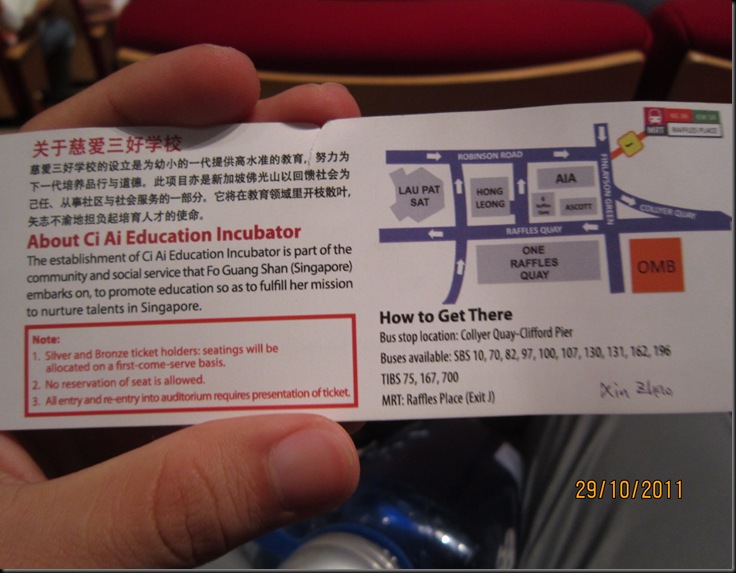 关于慈爱三好学校
慈爱三好学校的设立是为幼小的一代提供高水准的教育，努力为
下一代培养品行与道德。此项亦是新加坡佛光山以回馈社会为
己任、从事社区与社会服务的一部分。它将在教育领域里开枝散叶，
矢志不渝地担负起培育人才的使命。
About Ci Ai Education Incubator
The establishment of Ci Ai Education Incubator is part of the
community and social service that Fo Guang Shan (Singapore)
embarks on, to promote education so as to fulfill her mission
to nurture talents in Singapore.
Note:
1. Silver and Bronze ticket holders: seatings will be
allocated on a first-come-serve basis.
2. No reservation of seat is allowed.
3. All entry and re-entry into auditorium requires presentation of ticket.
MRT
RAFFLES PLACE
ROBINSON ROAD
FINLAYSON GREEN
LAU PAT
SAT
HONG
LEONG
AIA
ASCOTT
COLLYER QUAY
RAFFLES QUAY
ONE
RAFFLES
QUAY
OMB
How to Get There
Bus stop location: Collyer Quay-Clifford Pier
Buses available: SBS 10, 70, 82, 97, 100, 107, 130, 131, 162, 196
TIBS 75, 167, 700
MRT: Raffles Place (Exit J)
Xin
29/10/2011